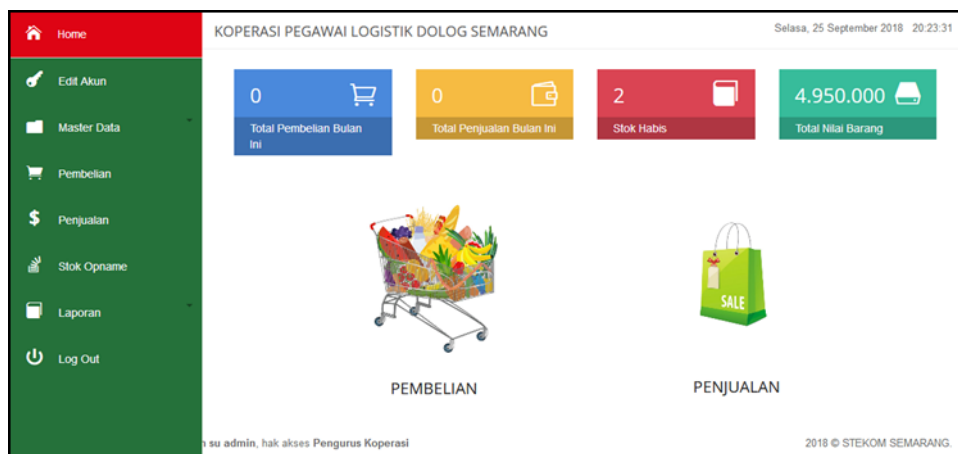 Home
KOPERASI PEGAWAI LOGISTIK DOLOG SEMARANG
Selasa, 25 September 2018 20:23:31
Edit Akun
Master Data
Pembelian
Penjualan
Stok Opname
Laporan
Log Out
0
Total Pembelian Bulan
Ini
0
Total Penjualan Bulan Ini
2
Stok Habis
4.950.000
Total Nilai Barang
SALE
PEMBELIAN
PENJUALAN
su admin, hak akses Pengurus Koperasi
2018 © STEKOM SEMARANG.